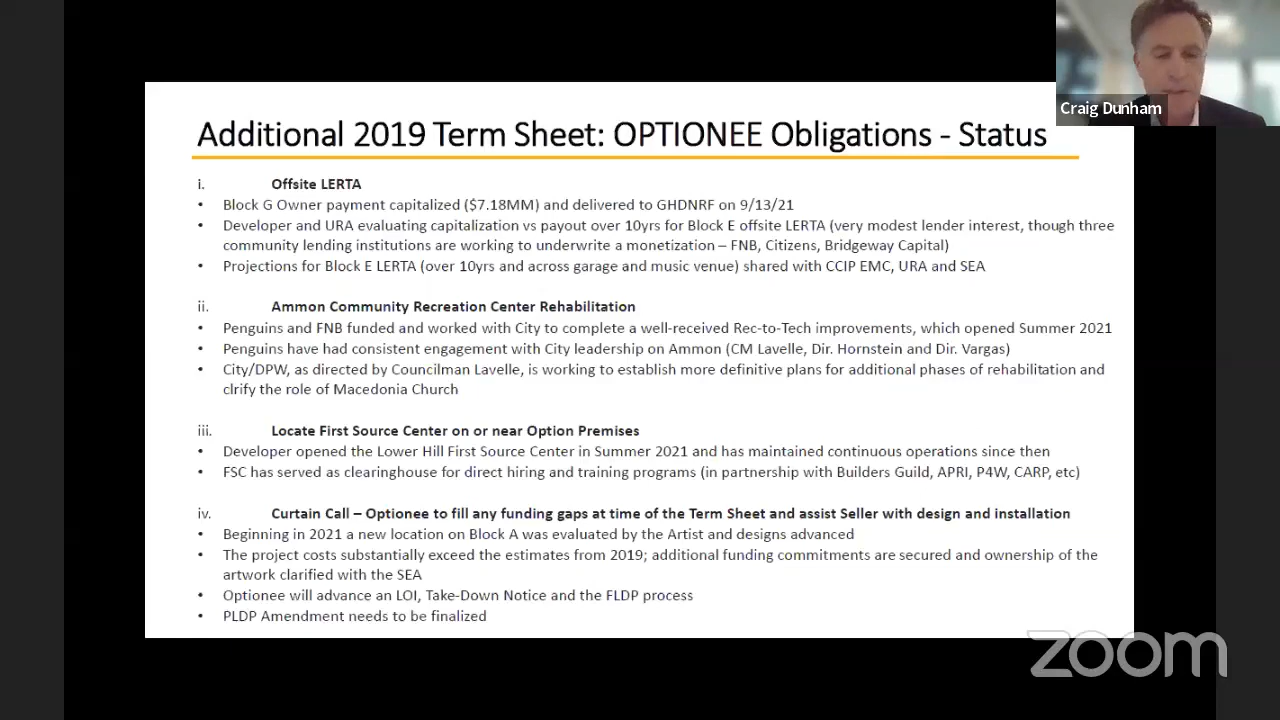 Craig Dunham
Additional 2019 Term Sheet: OPTIONEE Obligations - Status
i. Offsite LERTA
• Block G Owner payment capitalized ($7.18MM) and delivered to GHDNRF on 9/13/21
• Developer and URA evaluating capitalization vs payout over 10yrs for Block E offsite LERTA (very modest lender interest, though three
community lending institutions are working to underwrite a monetization – FNB, Citizens, Bridgeway Capital)
• Projections for Block E LERTA (over 10yrs and across garage and music venue) shared with CCIP EMC, URA and SEA
ii. Ammon Community Recreation Center Rehabilitation
• Penguins and FNB funded and worked with City to complete a well-received Rec-to-Tech improvements, which opened Summer 2021
• Penguins have had consistent engagement with City leadership on Ammon (CM Lavelle, Dir. Hornstein and Dir. Vargas)
• City/DPW, as directed by Councilman Lavelle, is working to establish more definitive plans for additional phases of rehabilitation and
clrify the role of Macedonia Church
iii. Locate First Source Center on or near Option Premises
• Developer opened the Lower Hill First Source Center in Summer 2021 and has maintained continuous operations since then
• FSC has served as clearinghouse for direct hiring and training programs (in partnership with Builders Guild, APRI, P4W, CARP, etc)
iv. Curtain Call – Optionee to fill any funding gaps at time of the Term Sheet and assist Seller with design and installation
• Beginning in 2021 a new location on Block A was evaluated by the Artist and designs advanced
• The project costs substantially exceed the estimates from 2019; additional funding commitments are secured and ownership of the
artwork clarified with the SEA
• Optionee will advance an LOI, Take-Down Notice and the FLDP process
• PLDP Amendment needs to be finalized
zoom